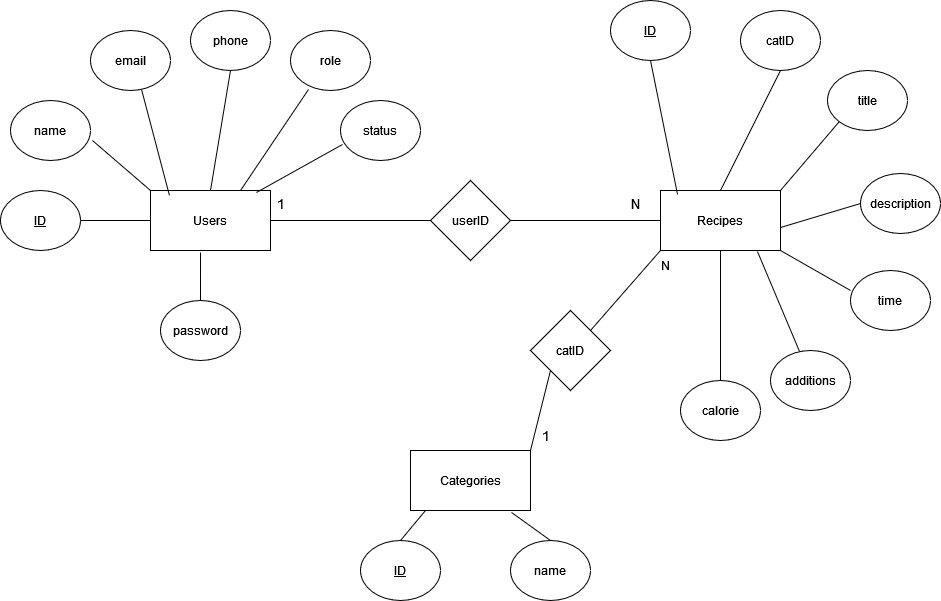 ID
catID
phone
email
role
title
name
status
description
ID
Users
1
userID
N
Recipes
N
time
password
catID
additions
calorie
1
Categories
ID
name